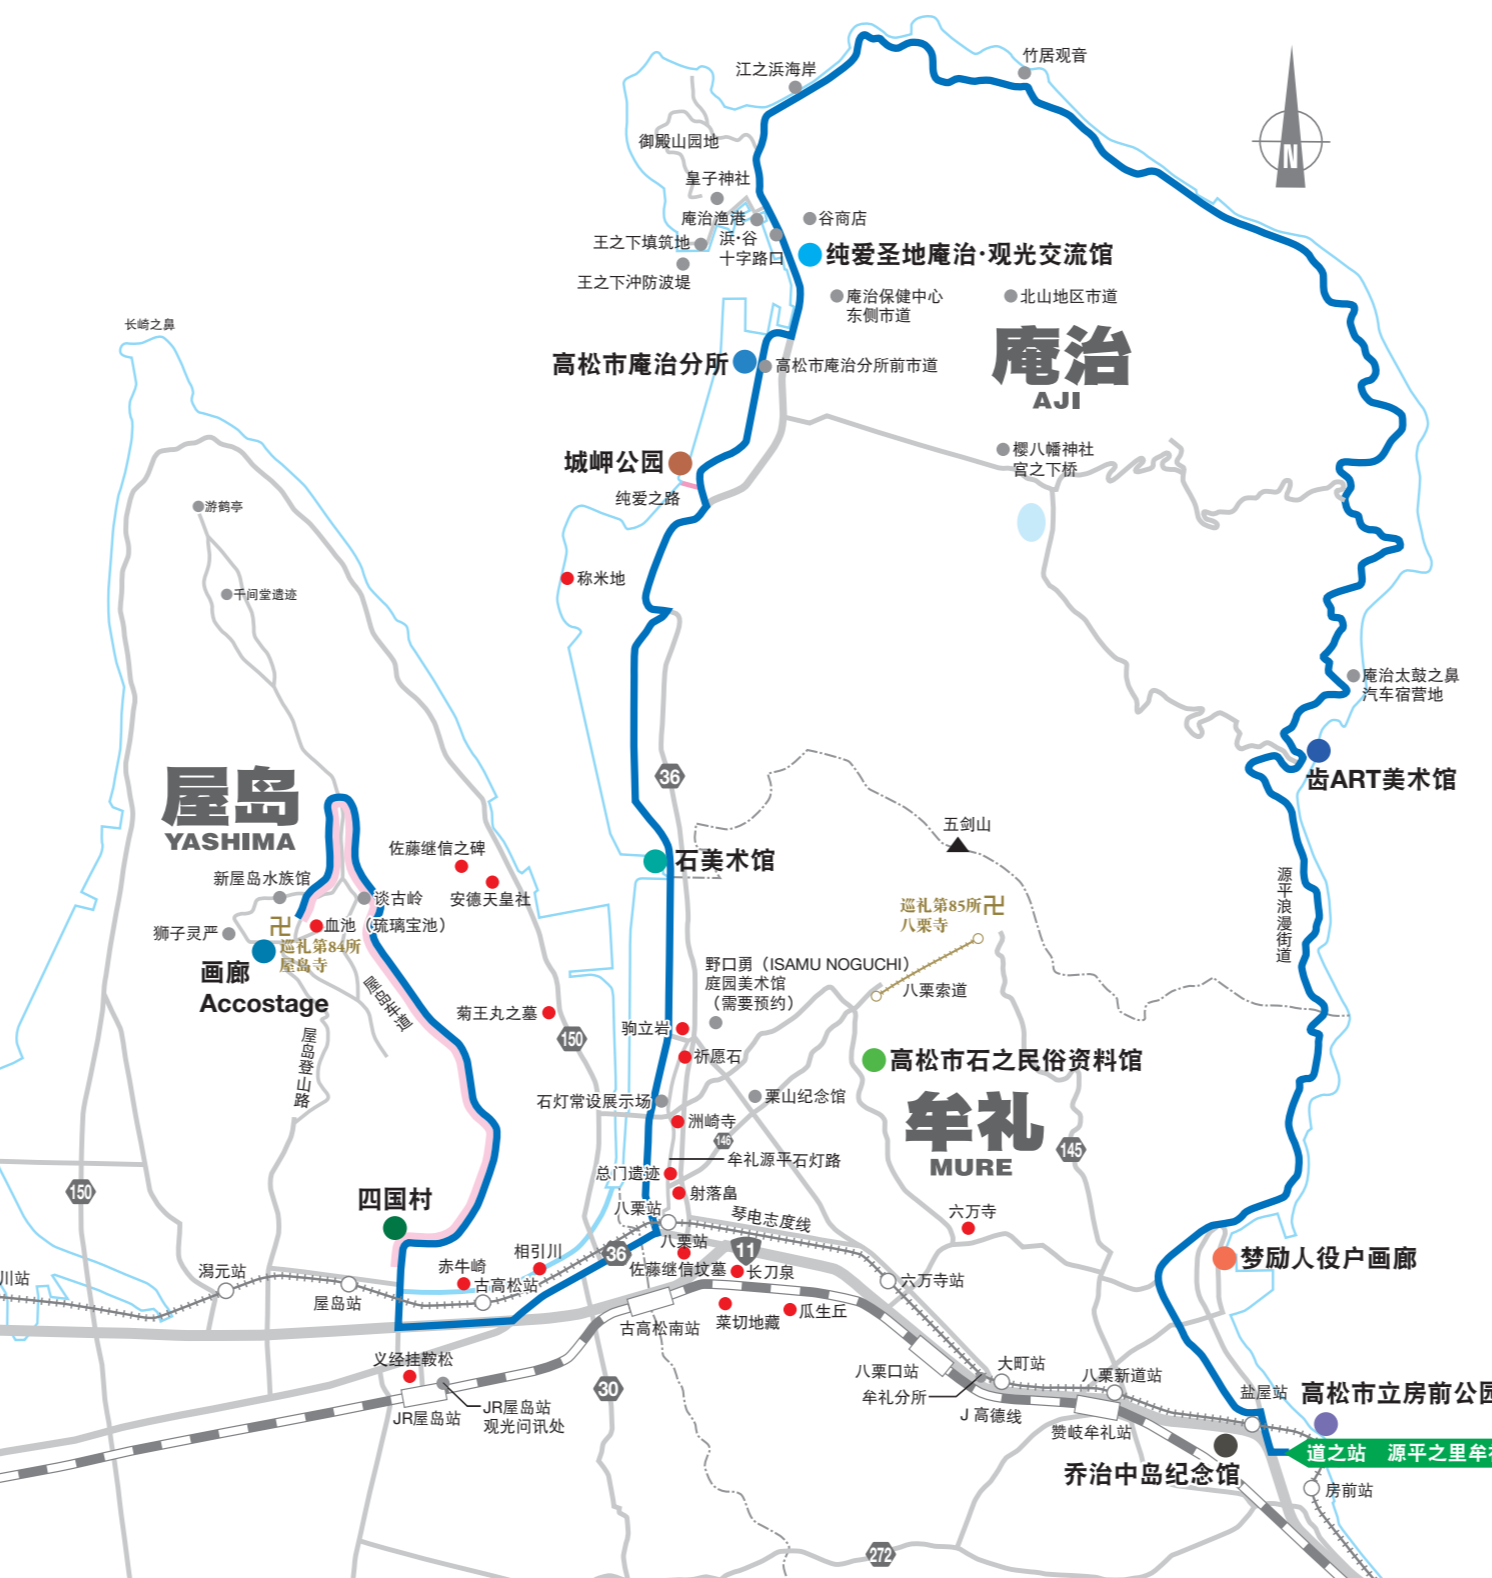 竹居观音
江之浜海岸
N
御殿山园地
皇子神社
庵治渔港
谷商店
浜·谷
十字路口
王之下填筑地
王之下沖防波堤
纯爱圣地庵治·观光交流馆
庵治保健中心
东侧市道
北山地区市道
长崎之鼻
庵治
AJI
高松市庵治分所
高松市庵治分所前市道
城岬公园
纯爱之路
樱八幡神社
宫之下桥
游鹤亭
称米地
千间堂遗迹
庵治太鼓之鼻
汽车宿营地
齿ART美术馆
36
屋岛
YASHIMA
五剑山
佐藤继信之碑
石美术馆
新屋岛水族馆
谈古岭
安德天皇社
源平浪漫街道
巡礼第85所
八栗寺
狮子灵严
血池（琉璃宝池）
巡礼第84所
屋岛寺
画廊
Accostage
屋岛车道
屋岛登山路
野口勇（ISAMU NOGUCHI）
庭园美术馆
（需要预约）
八栗索道
菊王丸之墓
驹立岩
150
祈愿石
高松市石之民俗资料馆
石灯常设展示场
栗山纪念馆
牟礼
MURE
洲崎寺
146
145
牟礼源平石灯路
总门遗迹
150
四国村
射落畠
八栗站
琴电志度线
六万寺
相引川
36
八栗站
11
梦励人役户画廊
川站
潟元站
赤牛崎
古高松站
佐藤继信坟墓
长刀泉
六万寺站
屋岛站
古高松南站
菜切地藏
瓜生丘
义经挂鞍松
八栗口站
大町站
八栗新道站
30
牟礼分所
盐屋站
高松市立房前公园
JR屋岛站
JR屋岛站
观光问讯处
J 高德线
赞岐牟礼站
道之站 源平之里牟礼
乔治中岛纪念馆
房前站
272